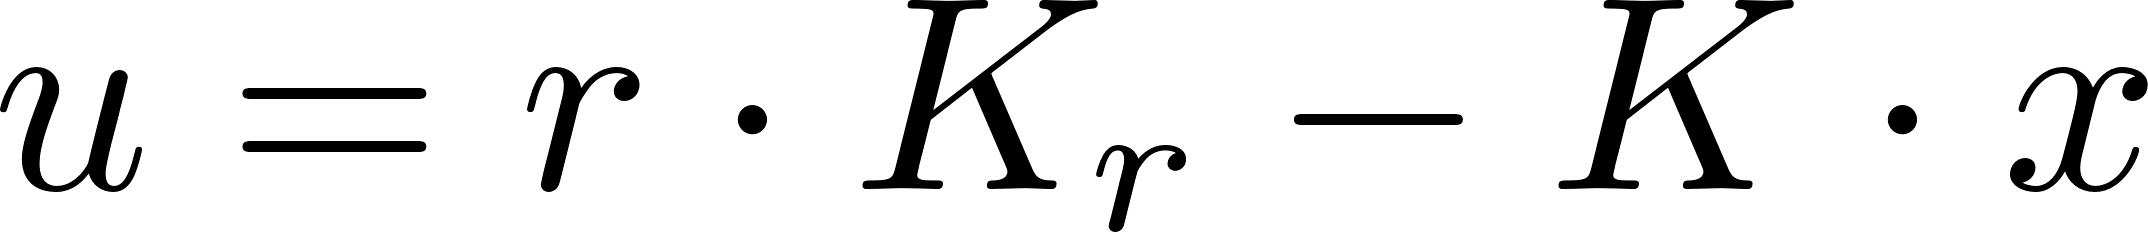 u = r · K_r − K · x